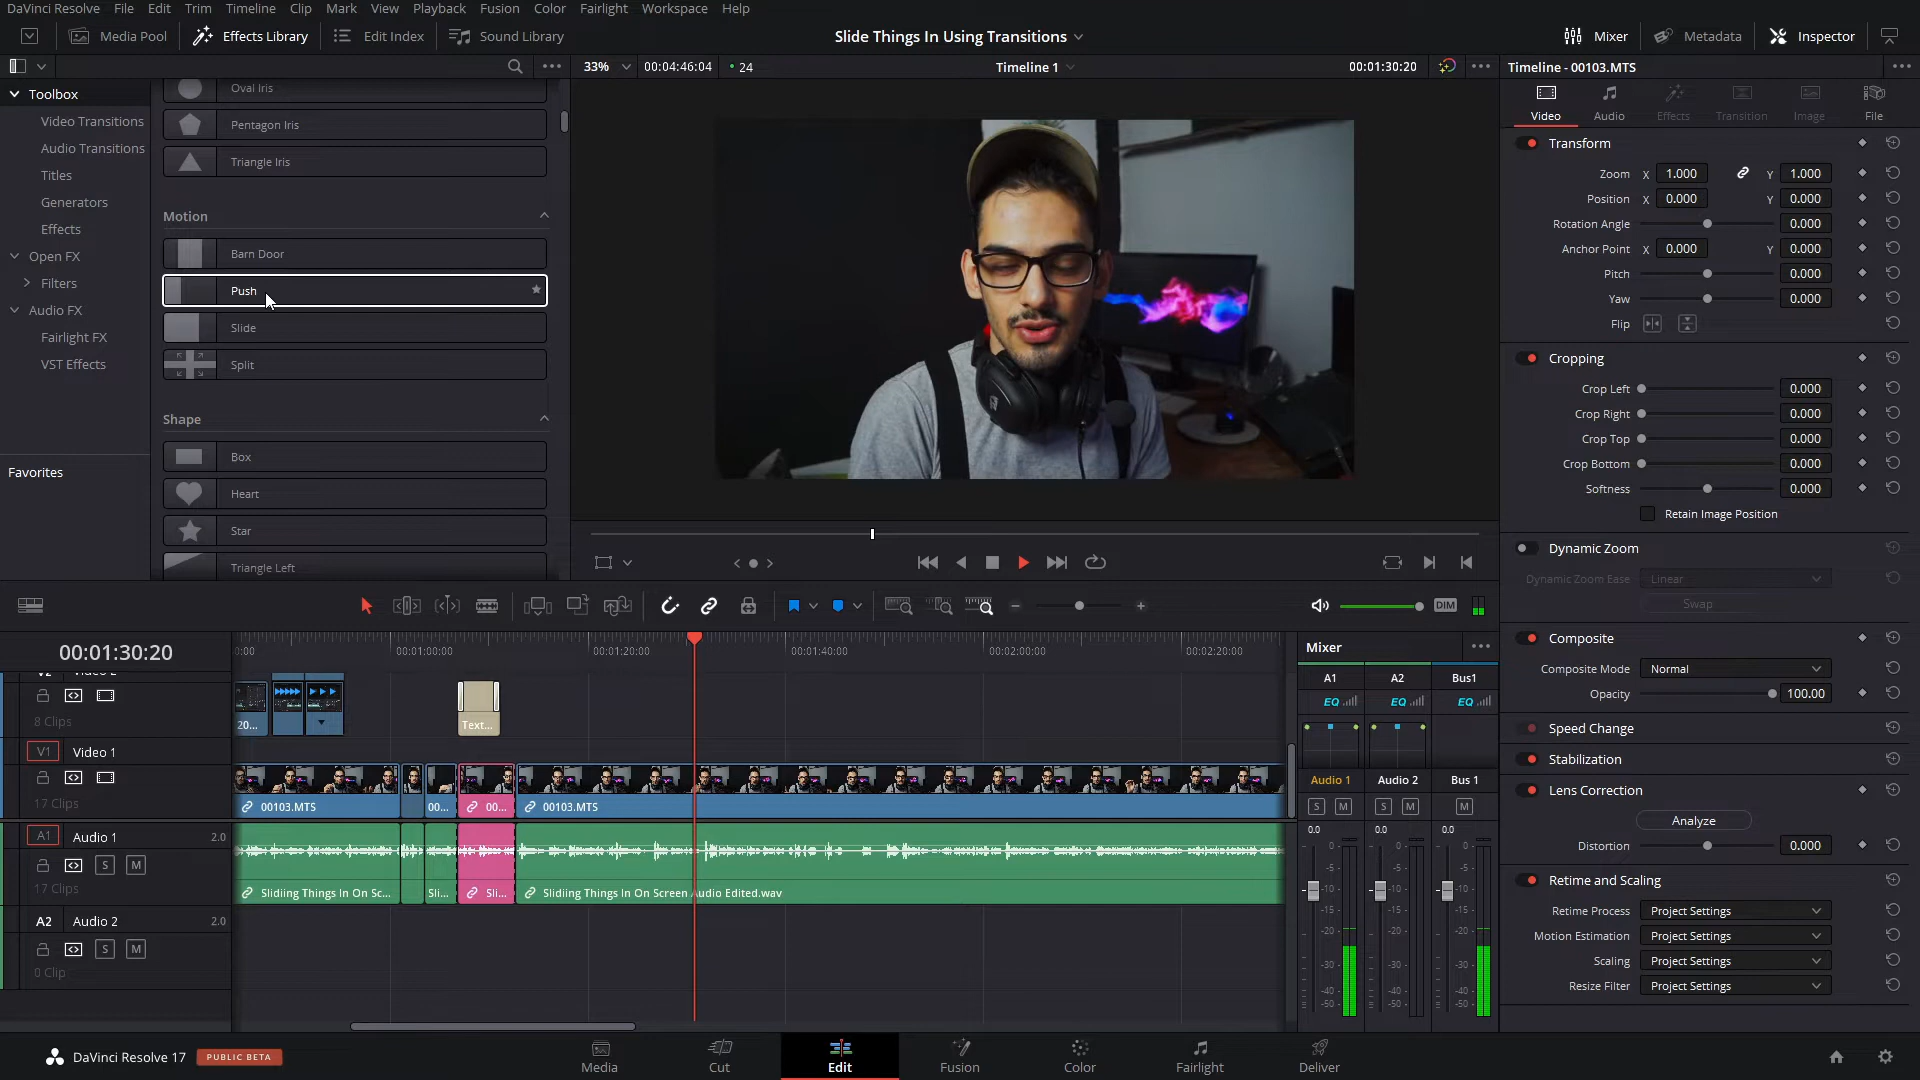 DaVinci Resolve File Edit Trim Timeline Clip Mark View Playback Fusion Color Fairlight Workspace Help
Media Pool Effects Library Edit Index Sound Library Slide Things In Using Transitions Mixer Metadata Inspector
33% 00:04:46:04 24 Timeline 1 00:01:30:20 Timeline - 00103.MTS
Toolbox
Video Transitions
Audio Transitions
Titles
Generators
Effects
Open FX
Filters
Audio FX
Fairlight FX
VST Effects
Favorites
Oval Iris
Pentagon Iris
Triangle Iris
Motion
Barn Door
Push
Slide
Split
Shape
Box
Heart
Star
Triangle Left
Video Audio Effects Transition Image File
Transform
Zoom X 1.000 Y 1.000
Position X 0.000 Y 0.000
Rotation Angle 0.000
Anchor Point X 0.000 Y 0.000
Pitch 0.000
Yaw 0.000
Flip
Cropping
Crop Left 0.000
Crop Right 0.000
Crop Top 0.000
Crop Bottom 0.000
Softness 0.000
Retain Image Position
Dynamic Zoom
Dynamic Zoom Ease Linear
Swap
Composite
Composite Mode Normal
Opacity 100.00
Speed Change
Stabilization
Lens Correction
Analyze
Distortion 0.000
Retime and Scaling
Retime Process Project Settings
Motion Estimation Project Settings
Scaling Project Settings
Resize Filter Project Settings
DIM
00:01:30:20
0:00 00:01:00:00 00:01:20:00 00:01:40:00 00:02:00:00 00:02:20:00
8 Clips
20... Text...
V1 Video 1
17 Clips
00103.MTS 00... 00... 00103.MTS
A1 Audio 1 2.0
S M
17 Clips
Slidiing Things In On Sc... Sli... Sli... Slidiing Things In On Screen Audio Edited.wav
A2 Audio 2 2.0
S M
0 Clip
Mixer
A1 A2 Bus1
EQ EQ EQ
Audio 1 Audio 2 Bus 1
S M S M M
0.0 0.0 0.0
0 0 0
-5 -5 -5
-10 -10 -10
-15 -15 -15
-20 -20 -20
-30 -30 -30
-40 -40 -40
-50 -50 -50
DaVinci Resolve 17 PUBLIC BETA
Media Cut Edit Fusion Color Fairlight Deliver